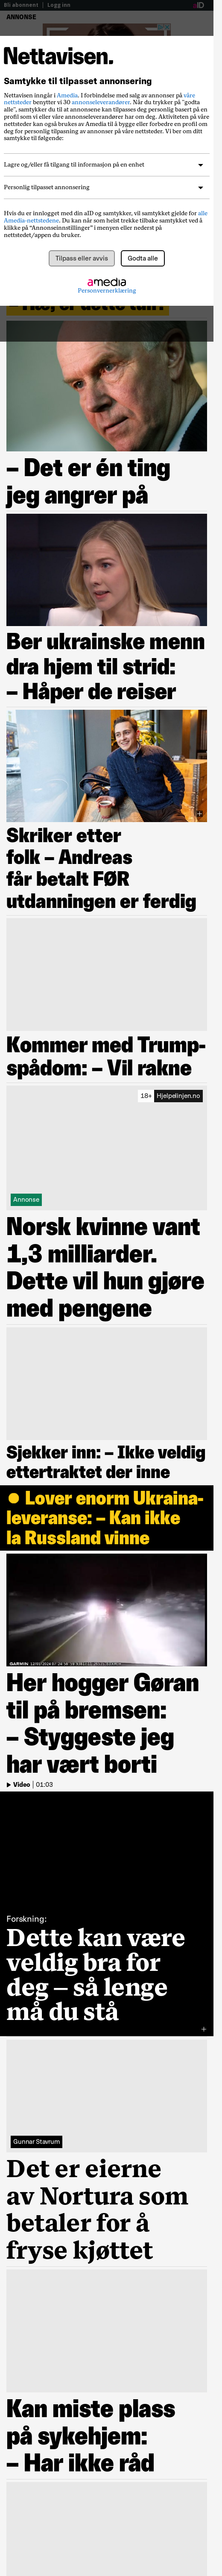 Bli abonnent | Logg inn
ANNONSE
Nettavisen.
Samtykke til tilpasset annonsering
Nettavisen inngår i Amedia. I forbindelse med salg av annonser på våre
nettsteder benytter vi 30 annonseleverandører. Når du trykker på "godta
alle", samtykker du til at annonsene kan tilpasses deg personlig basert på en
profil som vi eller våre annonseleverandører har om deg. Aktivitetsdata på våre
nettsteder kan også brukes av Amedia til å bygge eller forbedre en profil om
deg for personlig tilpasning av annonser på våre nettsteder. Vi ber om ditt
samtykke til følgende:
Lagre og/eller få tilgang til informasjon på en enhet
Personlig tilpasset annonsering
Hvis du er innlogget med din aID og samtykker, vil samtykket gjelde for alle
Amedia-nettstedene. Du kan når som helst trekke tilbake samtykket ved å
klikke på “Annonseinnstillinger” i menyen eller nederst på
nettstedet/appen du bruker.
Tilpass eller avvis
Godta alle
amedia
Personvernerklæring
– Det er én ting
jeg angrer på
Ber ukrainske menn
dra hjem til strid:
– Håper de reiser
Skriker etter
folk – Andreas
får betalt FØR
utdanningen er ferdig
Kommer med Trump-
spådom: – Vil rakne
18+ Hjelpelinjen.no
Annonse
Norsk kvinne vant
1,3 milliarder.
Dette vil hun gjøre
med pengene
Sjekker inn: – Ikke veldig
ettertraktet der inne
Lover enorm Ukraina-
leveranse: – Kan ikke
la Russland vinne
Her hogger Gøran
til på bremsen:
– Styggeste jeg
har vært borti
Video | 01:03
Forskning:
Dette kan være
veldig bra for
deg – så lenge
må du stå
Gunnar Stavrum
Det er eierne
av Nortura som
betaler for å
fryse kjøttet
Kan miste plass
på sykehjem:
– Har ikke råd